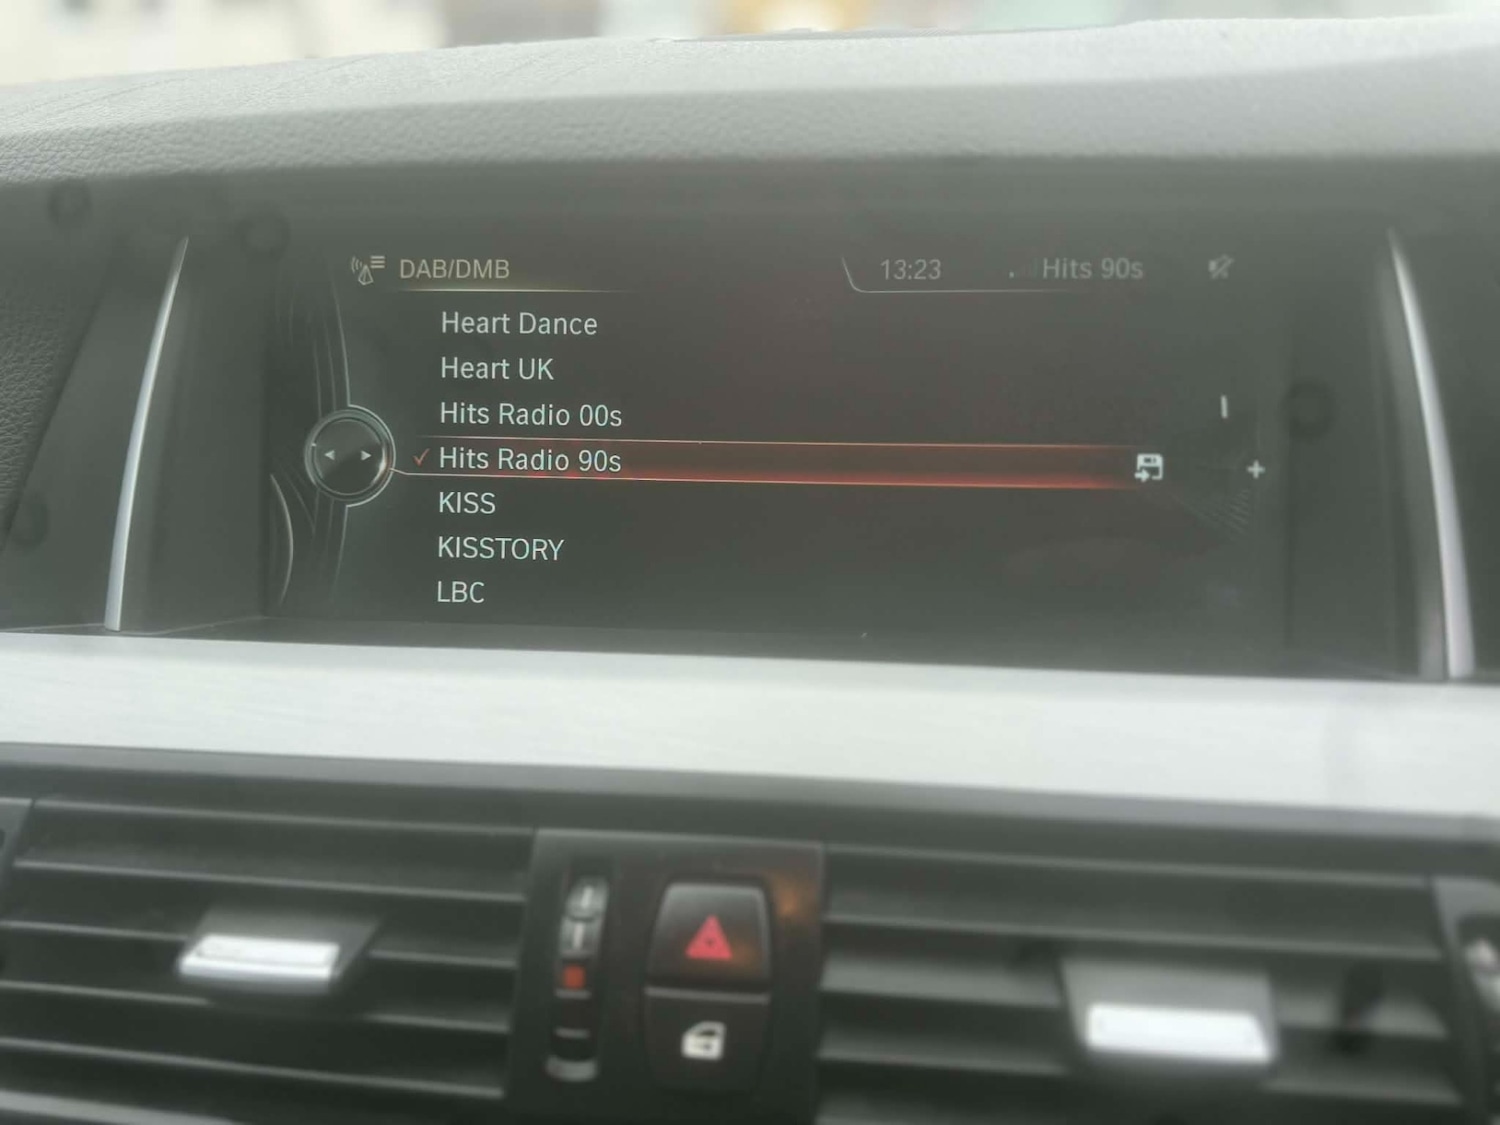 DAB/DMB
13:23
Hits 90s
Heart Dance
Heart UK
Hits Radio 00s
✓ Hits Radio 90s
KISS
KISSTORY
LBC